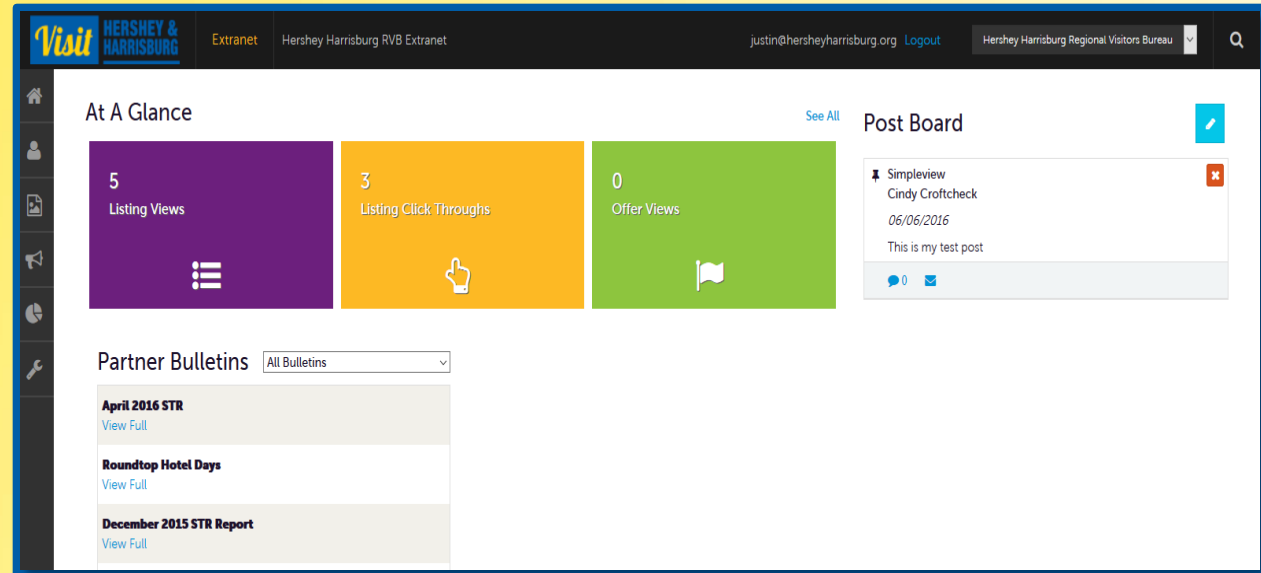 Visit HERSHEY & HARRISBURG
Extranet
Hershey Harrisburg RVB Extranet
justin@hersheyharrisburg.org Logout
Hershey Harrisburg Regional Visitors Bureau
At A Glance
See All
5
Listing Views
3
Listing Click Throughs
0
Offer Views
Post Board
Simpleview
Cindy Croftcheck
06/06/2016
This is my test post
0
Partner Bulletins
All Bulletins
April 2016 STR
View Full
Roundtop Hotel Days
View Full
December 2015 STR Report
View Full